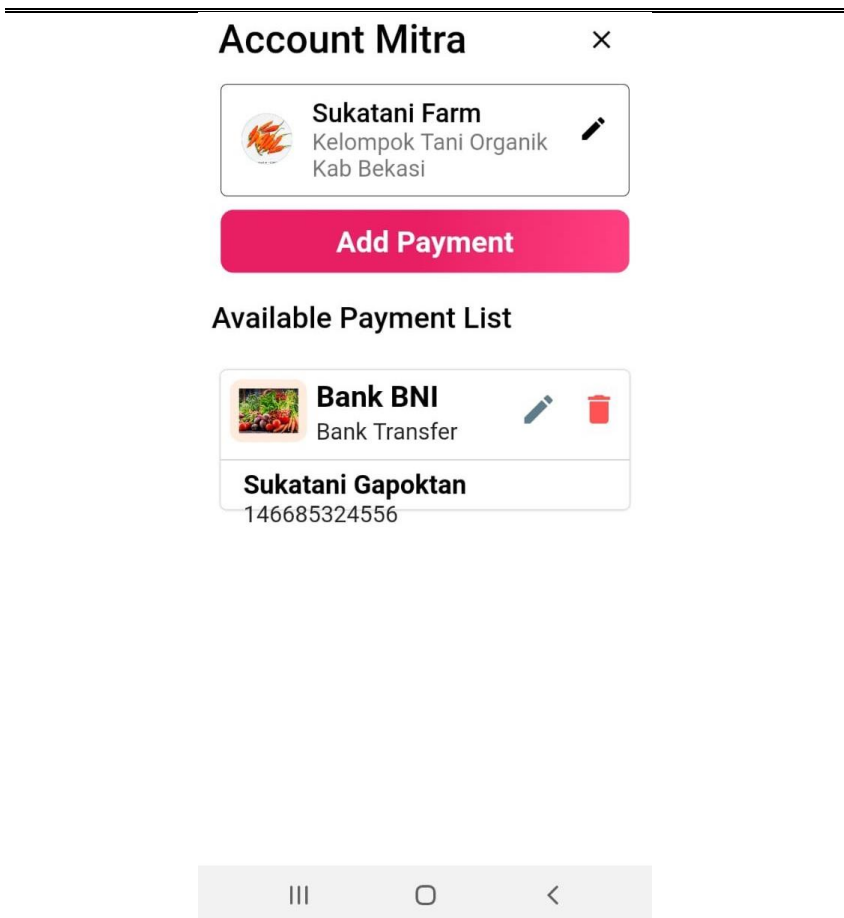 Account Mitra
Sukatani Farm
Kelompok Tani Organik
Kab Bekasi
Add Payment
Available Payment List
Bank BNI
Bank Transfer
Sukatani Gapoktan
146685324556